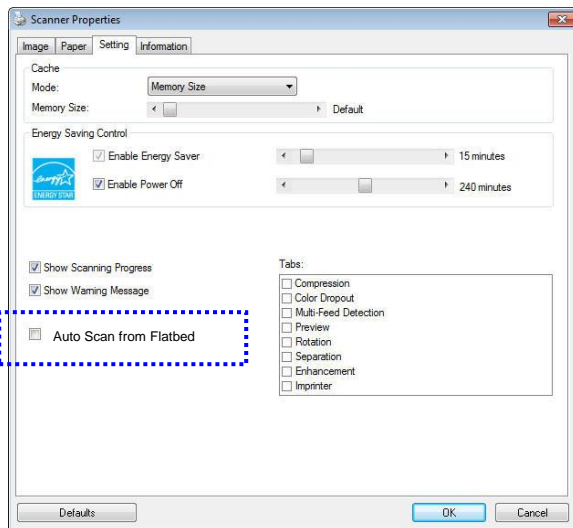 Scanner Properties
Image Paper Setting Information
Cache
Mode: Memory Size
Memory Size: Default
Energy Saving Control
energy
ENERGY STAR
Enable Energy Saver 15 minutes
Enable Power Off 240 minutes
Show Scanning Progress
Show Warning Message
Auto Scan from Flatbed
Tabs:
Compression
Color Dropout
Multi-Feed Detection
Preview
Rotation
Separation
Enhancement
Imprinter
Defaults OK Cancel